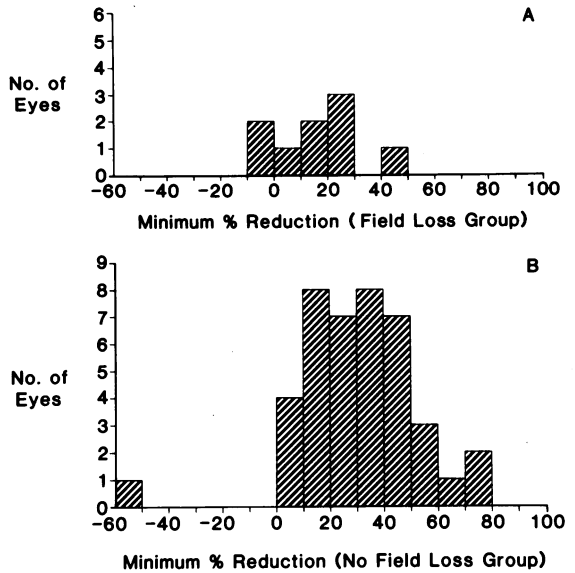 A
6
5
4
3
2
1
0
No. of
Eyes
-60 -40 -20 0 20 40 60 80 100
Minimum % Reduction ( Field Loss Group)
B
9
8
7
6
5
4
3
2
1
0
No. of
Eyes
-60 -40 -20 0 20 40 60 80 100
Minimum % Reduction (No Field Loss Group)